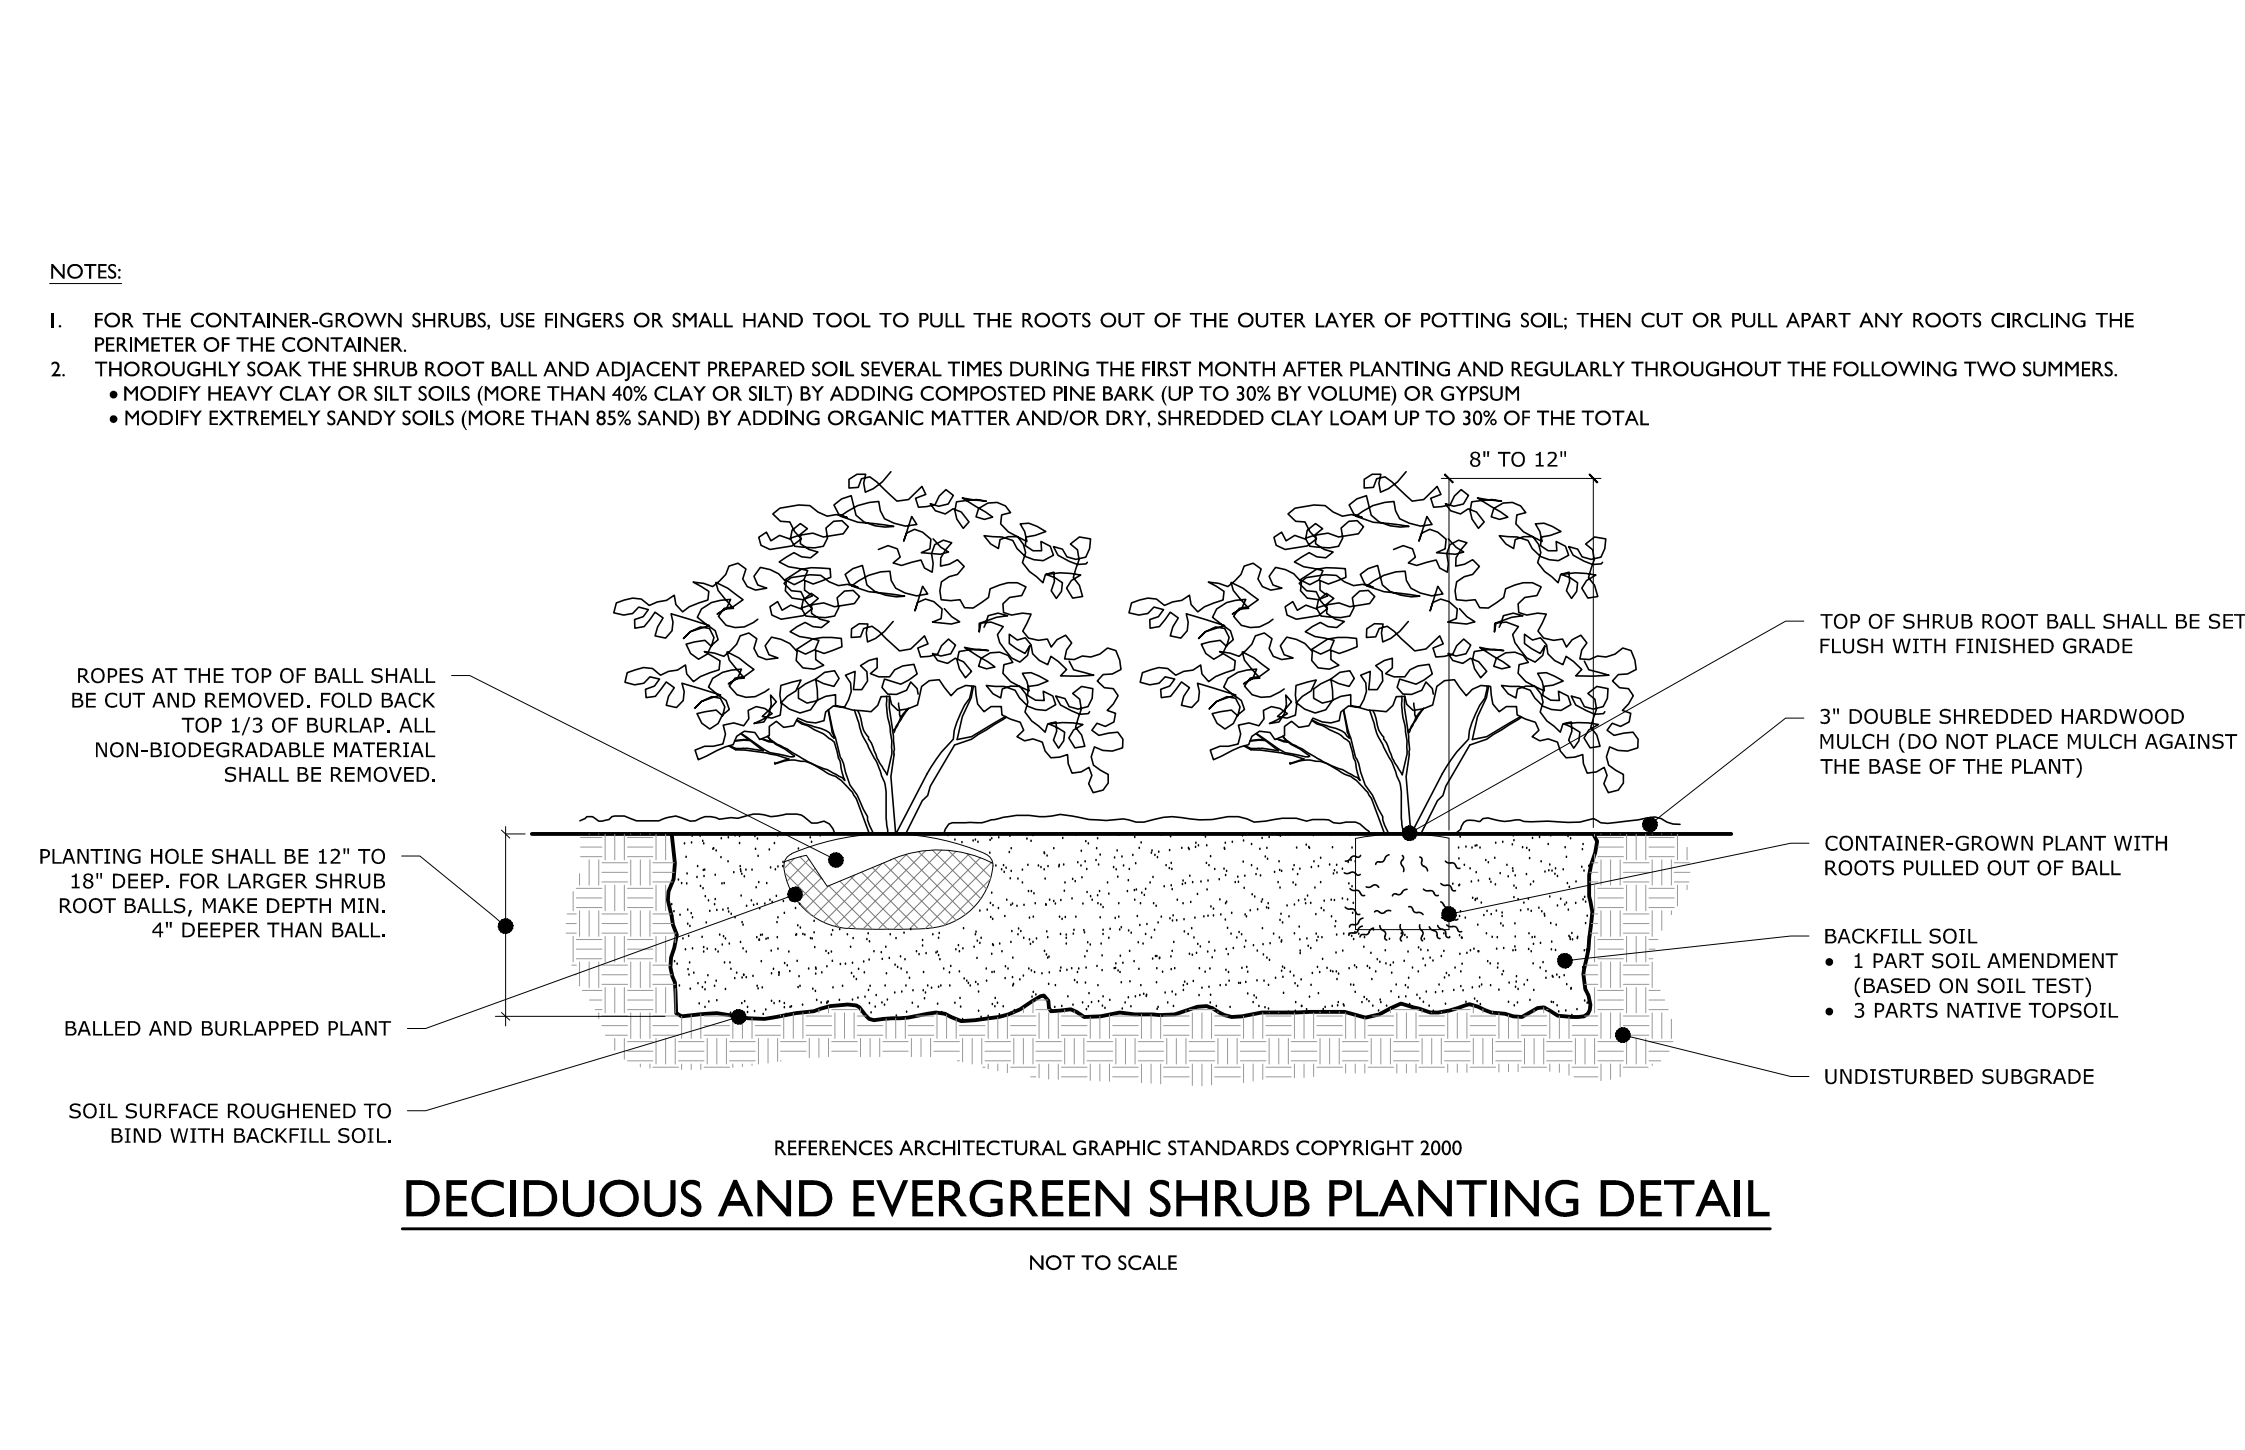 NOTES:
1. FOR THE CONTAINER-GROWN SHRUBS, USE FINGERS OR SMALL HAND TOOL TO PULL THE ROOTS OUT OF THE OUTER LAYER OF POTTING SOIL; THEN CUT OR PULL APART ANY ROOTS CIRCLING THE
PERIMETER OF THE CONTAINER.
2. THOROUGHLY SOAK THE SHRUB ROOT BALL AND ADJACENT PREPARED SOIL SEVERAL TIMES DURING THE FIRST MONTH AFTER PLANTING AND REGULARLY THROUGHOUT THE FOLLOWING TWO SUMMERS.
• MODIFY HEAVY CLAY OR SILT SOILS (MORE THAN 40% CLAY OR SILT) BY ADDING COMPOSTED PINE BARK (UP TO 30% BY VOLUME) OR GYPSUM
• MODIFY EXTREMELY SANDY SOILS (MORE THAN 85% SAND) BY ADDING ORGANIC MATTER AND/OR DRY, SHREDDED CLAY LOAM UP TO 30% OF THE TOTAL
8" TO 12"
ROPES AT THE TOP OF BALL SHALL
BE CUT AND REMOVED. FOLD BACK
TOP 1/3 OF BURLAP. ALL
NON-BIODEGRADABLE MATERIAL
SHALL BE REMOVED.
PLANTING HOLE SHALL BE 12" TO
18" DEEP. FOR LARGER SHRUB
ROOT BALLS, MAKE DEPTH MIN.
4" DEEPER THAN BALL.
BALLED AND BURLAPPED PLANT
SOIL SURFACE ROUGHENED TO
BIND WITH BACKFILL SOIL.
TOP OF SHRUB ROOT BALL SHALL BE SET
FLUSH WITH FINISHED GRADE
3" DOUBLE SHREDDED HARDWOOD
MULCH (DO NOT PLACE MULCH AGAINST
THE BASE OF THE PLANT)
CONTAINER-GROWN PLANT WITH
ROOTS PULLED OUT OF BALL
BACKFILL SOIL
• 1 PART SOIL AMENDMENT
(BASED ON SOIL TEST)
• 3 PARTS NATIVE TOPSOIL
UNDISTURBED SUBGRADE
REFERENCES ARCHITECTURAL GRAPHIC STANDARDS COPYRIGHT 2000
DECIDUOUS AND EVERGREEN SHRUB PLANTING DETAIL
NOT TO SCALE